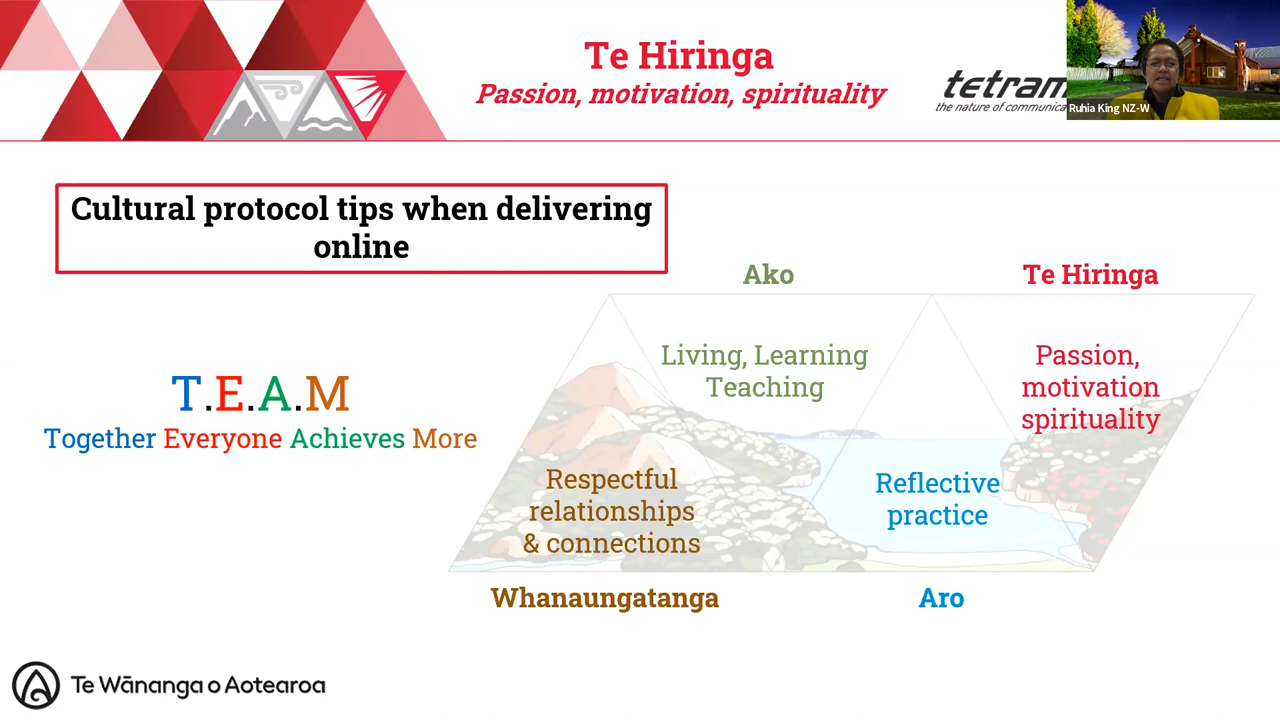 Te Hiringa
Passion, motivation, spirituality
tetram
the nature of communica
Ruhia King NZ-W
Cultural protocol tips when delivering
online
Ako
Te Hiringa
Living, Learning
Teaching
Passion,
motivation
spirituality
T.E.A.M
Together Everyone Achieves More
Respectful
relationships
& connections
Reflective
practice
Whanaungatanga
Aro
Te Wānanga o Aotearoa